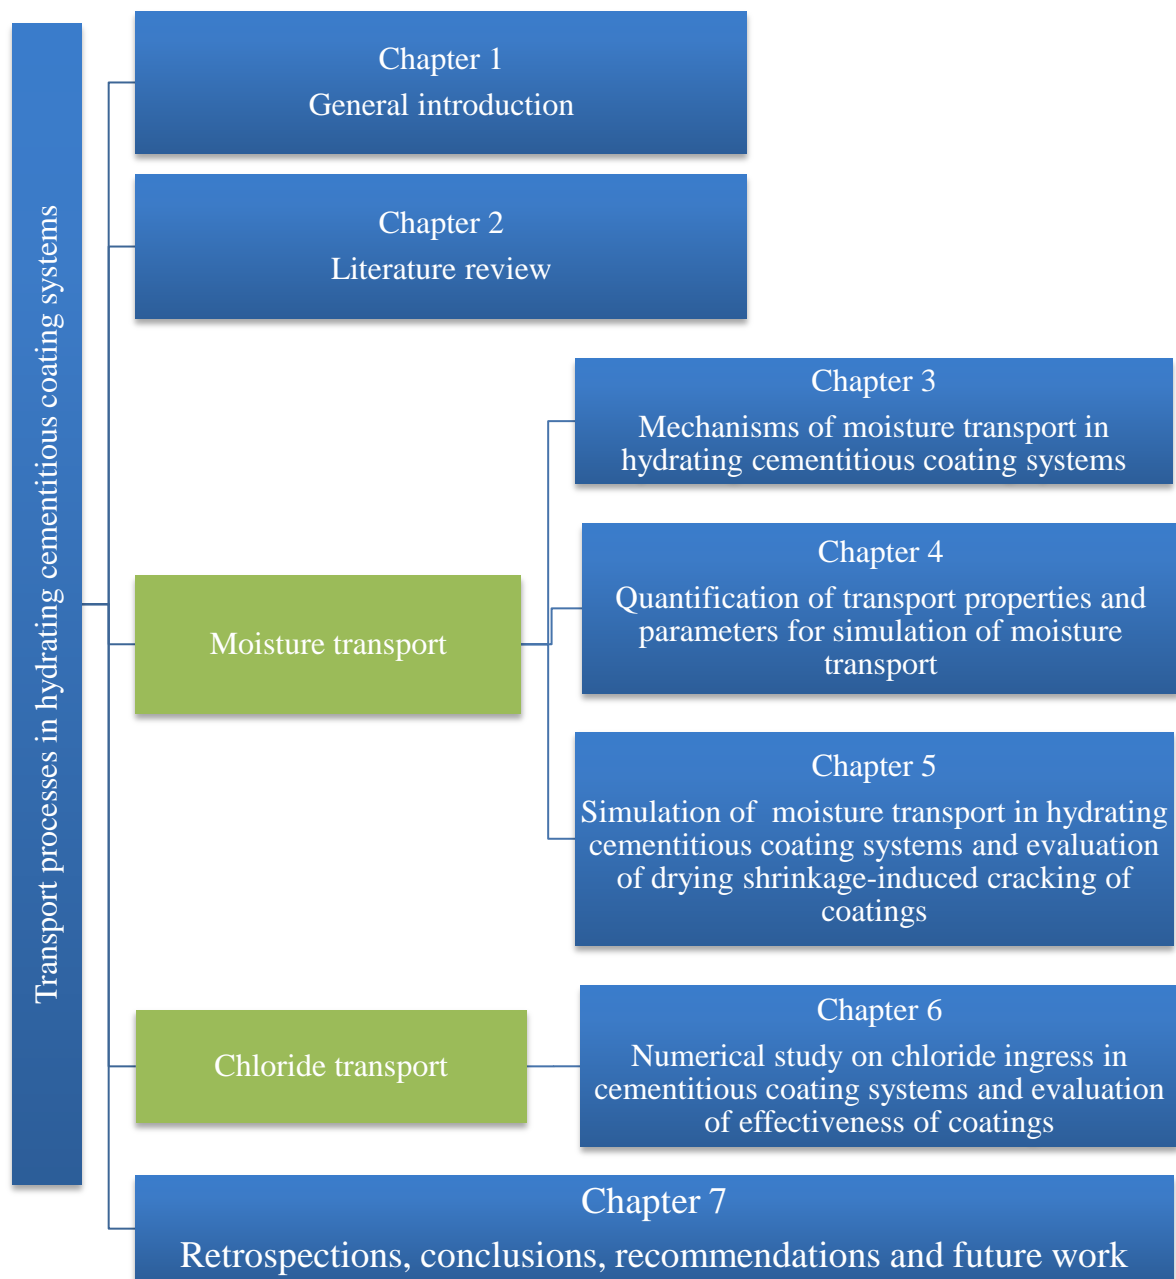 Transport processes in hydrating cementitious coating systems
Chapter 1
General introduction
Chapter 2
Literature review
Moisture transport
Chapter 3
Mechanisms of moisture transport in
hydrating cementitious coating systems
Chapter 4
Quantification of transport properties and
parameters for simulation of moisture
transport
Chapter 5
Simulation of moisture transport in hydrating
cementitious coating systems and evaluation
of drying shrinkage-induced cracking of
coatings
Chloride transport
Chapter 6
Numerical study on chloride ingress in
cementitious coating systems and evaluation
of effectiveness of coatings
Chapter 7
Retrospections, conclusions, recommendations and future work